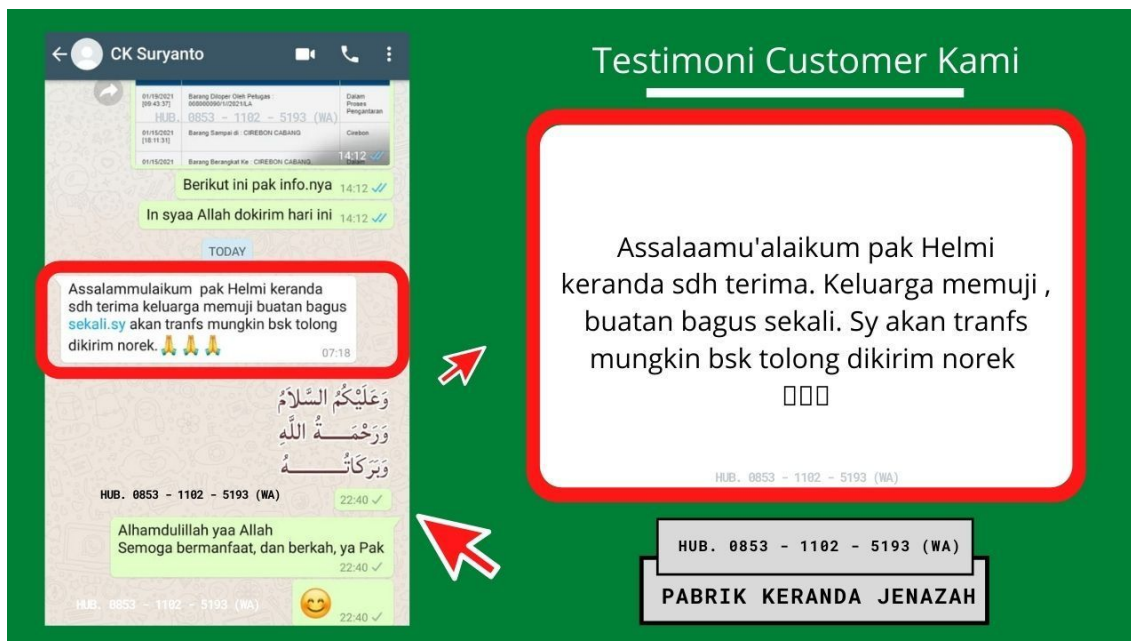 CK Suryanto
01/19/2021 Barang Dioper Oleh Petugas : Dalam
[09:43:37] Proses
HUB. 0853 - 1102 - 5193 (WA) Pengantaran
01/15/2021 Barang Sampai di : CIREBON CABANG Cirebon
[18:11:31]
01/15/2021 Barang Berangkat Ke : CIREBON CABANG. Dalam
14:12
Berikut ini pak info.nya 14:12
In syaa Allah dokirim hari ini 14:12
TODAY
Assalammulaikum pak Helmi keranda
sdh terima keluarga memuji buatan bagus
sekali.sy akan tranfs mungkin bsk tolong
dikirim norek. 🙏 🙏 🙏
07:18
وَعَلَيْكُمُ السَّلاَمُ
وَرَحْمَـــةُ اللَّهِ
وَبَرَكَاتُـــــهُ
HUB. 0853 - 1102 - 5193 (WA)
22:40
Alhamdulillah yaa Allah
Semoga bermanfaat, dan berkah, ya Pak
22:40
HUB. 0853 - 1102 - 5193 (WA)
😊 22:40
Testimoni Customer Kami
Assalaamu'alaikum pak Helmi
keranda sdh terima. Keluarga memuji ,
buatan bagus sekali. Sy akan tranfs
mungkin bsk tolong dikirim norek
▯▯▯
HUB. 0853 - 1102 - 5193 (WA)
HUB. 0853 - 1102 - 5193 (WA)
PABRIK KERANDA JENAZAH